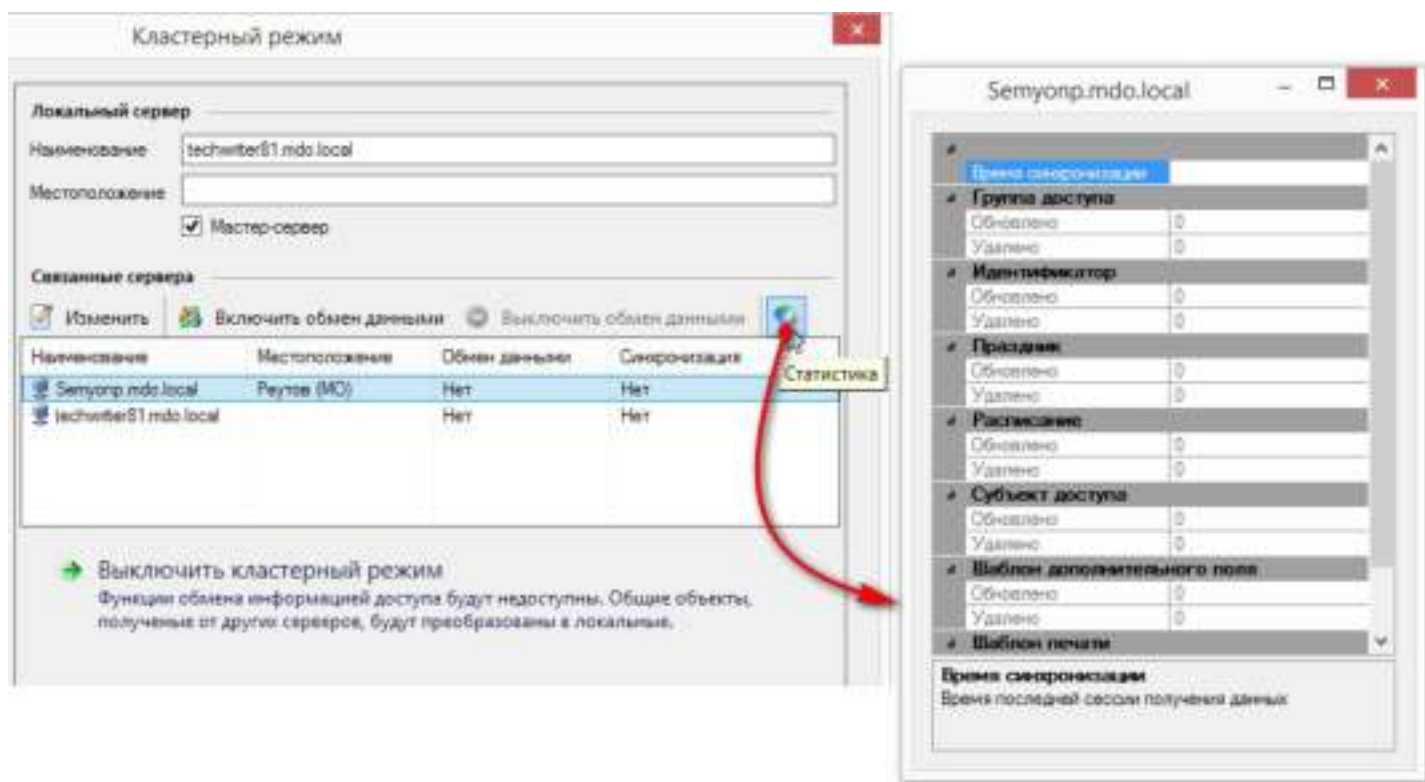 Кластерный режим
Локальный сервер
Наименование techwriter81.mdo.local
Местоположение
Мастер-сервер
Связанные сервера
Изменить Включить обмен данными Выключить обмен данными
Статистика
Наименование Местоположение Обмен данными Синхронизация
Semyonp.mdo.local Реутов (МО) Нет Нет
techwriter81.mdo.local Нет Нет
Выключить кластерный режим
Функции обмена информацией доступа будут недоступны. Общие объекты,
полученые от других серверов, будут преобразованы в локальные.
Semyonp.mdo.local
Время синхронизации
Группа доступа
Обновлено 0
Удалено 0
Идентификатор
Обновлено 0
Удалено 0
Праздник
Обновлено 0
Удалено 0
Расписание
Обновлено 0
Удалено 0
Субъект доступа
Обновлено 0
Удалено 0
Шаблон дополнительного поля
Обновлено 0
Удалено 0
Шаблон печати
Время синхронизации
Время последней сессии получения данных